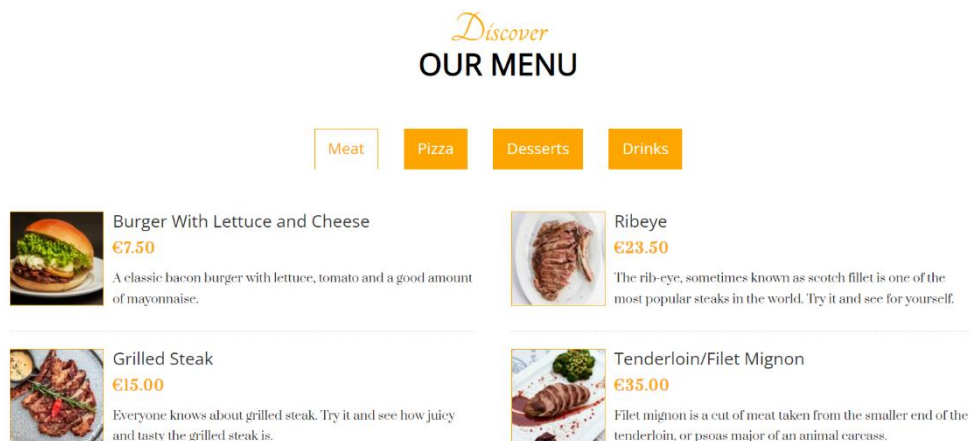 Discover
OUR MENU
Meat
Pizza
Desserts
Drinks
Burger With Lettuce and Cheese
€7.50
A classic bacon burger with lettuce, tomato and a good amount
of mayonnaise.
Ribeye
€23.50
The rib-eye, sometimes known as scotch fillet is one of the
most popular steaks in the world. Try it and see for yourself.
Grilled Steak
€15.00
Everyone knows about grilled steak. Try it and see how juicy
and tasty the grilled steak is.
Tenderloin/Filet Mignon
€35.00
Filet mignon is a cut of meat taken from the smaller end of the
tenderloin, or psoas major of an animal carcass.